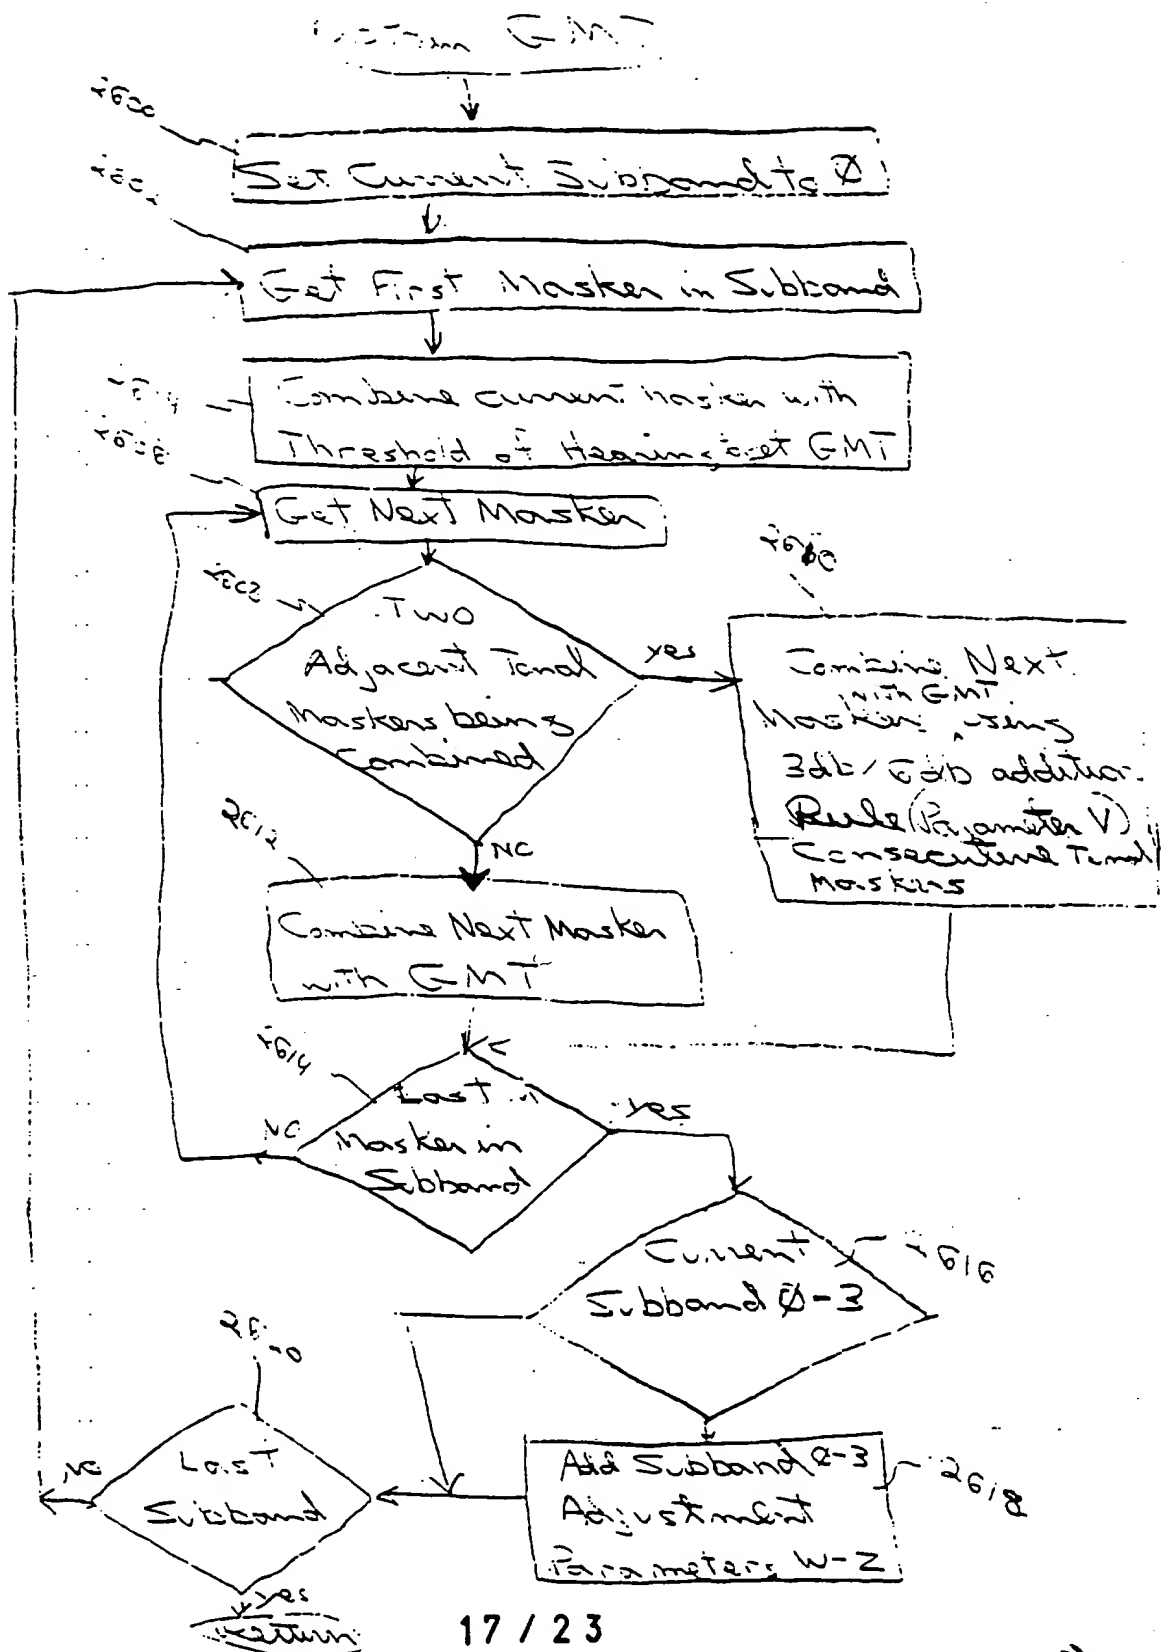 GMT
Set Current Subband to Ø
Get First Masker in Subband
Combine current masker with
Threshold of Hearing, get GMT
Get Next Masker
Two
Adjacent Tonal
Maskers being
Combined
yes
Combine Next
with GMT
Masker using
3db/6db addition
Rule (Parameter V)
Consecutive Tonal
Maskers
2612
NO
Combine Next Masker
with GMT
2614
Last
Masker in
Subband
yes
NO
Current
Subband Ø-3
2616
Last
Subband
NO
Add Subband Ø-3
Adjustment
Parameters W-Z
2618
yes
Return
17/23